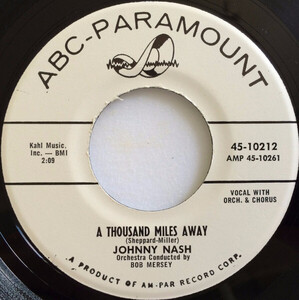 ABC-PARAMOUNT
Kahl Music,
Inc. — BMI
2:09
45-10212
AMP 45-10261
VOCAL WITH
ORCH. & CHORUS
A THOUSAND MILES AWAY
(Sheppard-Miller)
JOHNNY NASH
Orchestra Conducted by
BOB MERSEY
A PRODUCT OF AM-PAR RECORD CORP.